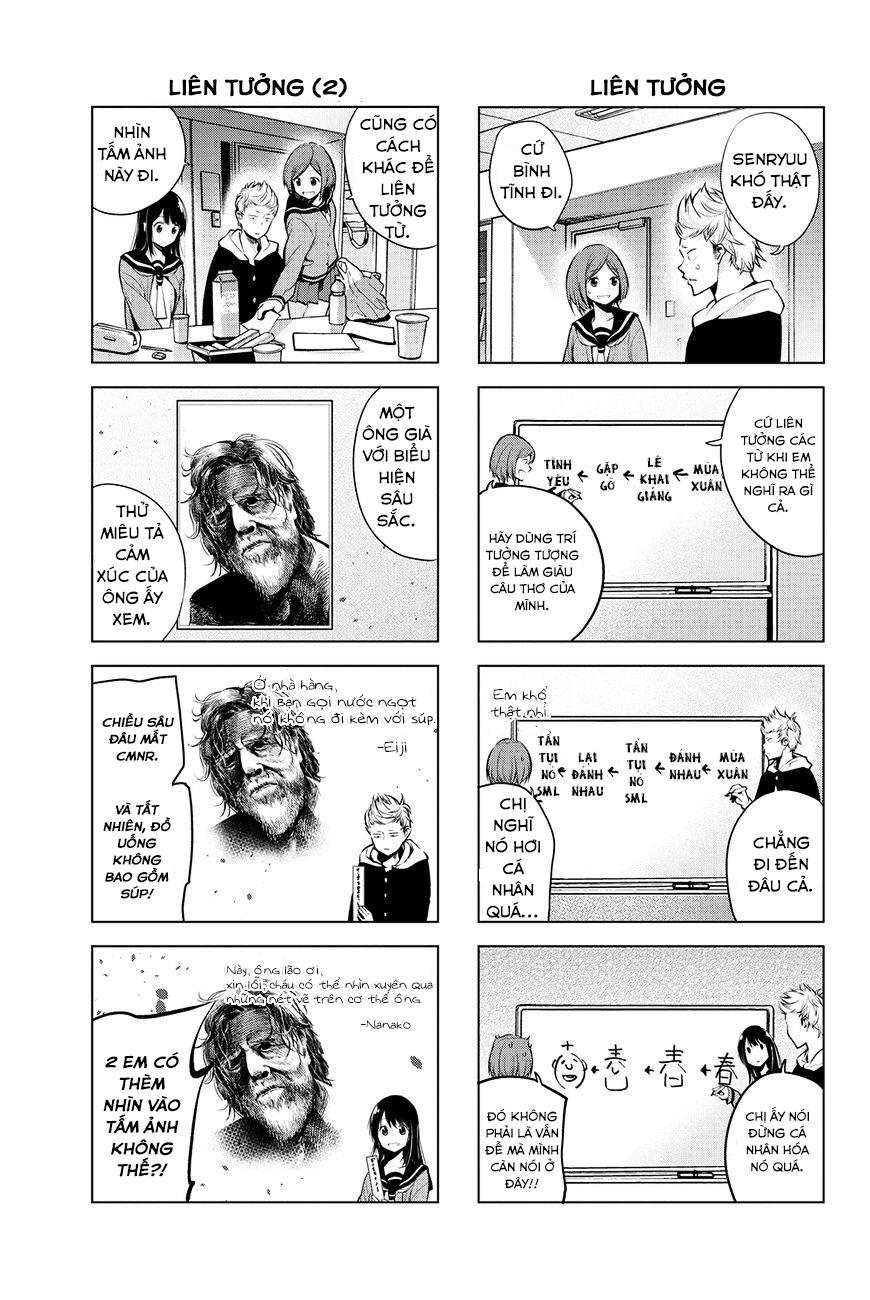 LIÊN TƯỞNG
SENRYUU
KHÓ THẬT
ĐẤY.
CỨ
BÌNH
TĨNH ĐI.
CỨ LIÊN
TƯỞNG CÁC
TỪ KHI EM
KHÔNG THỂ
NGHĨ RA GÌ
CẢ.
MÙA
XUÂN
LỄ
KHAI
GIẢNG
GẶP
GỠ
TÌNH
YÊU
HÃY DÙNG TRÍ
TƯỞNG TƯỢNG
ĐỂ LÀM GIÀU
CÂU THƠ CỦA
MÌNH.
Em khổ
thật nhỉ
MÙA
XUÂN
ĐÁNH
NHAU
TẨN
TỤI
NÓ
SML
LẠI
ĐÁNH
NHAU
TẨN
TỤI
NÓ
SML
CHẲNG
ĐI ĐẾN
ĐÂU CẢ.
CHỊ
NGHĨ
NÓ HƠI
CÁ
NHÂN
QUÁ...
春
CHỊ ẤY NÓI
ĐỪNG CÁ
NHÂN HÓA
NÓ QUÁ.
ĐÓ KHÔNG
PHẢI LÀ VẤN
ĐỀ MÀ MÌNH
CẦN NÓI Ở
ĐÂY!!
LIÊN TƯỞNG (2)
CŨNG CÓ
CÁCH
KHÁC ĐỂ
LIÊN
TƯỞNG
TỪ.
NHÌN
TẤM ẢNH
NÀY ĐI.
MỘT
ÔNG GIÀ
VỚI BIỂU
HIỆN
SÂU
SẮC.
THỬ
MIÊU TẢ
CẢM
XÚC CỦA
ÔNG ẤY
XEM.
Ở nhà hàng,
khi bạn gọi nước ngọt
nó không đi kèm với súp.
-Eiji
CHIỀU SÂU
ĐÂU MẤT
CMNR.
VÀ TẤT
NHIÊN, ĐỒ
UỐNG
KHÔNG
BAO GỒM
SÚP!
Này, ông lão ơi,
xin lỗi, cháu có thể nhìn xuyên qua
những nét vẽ trên cơ thể ông.
-Nanako
2 EM CÓ
THÈM
NHÌN VÀO
TẤM ẢNH
KHÔNG
THẾ?!